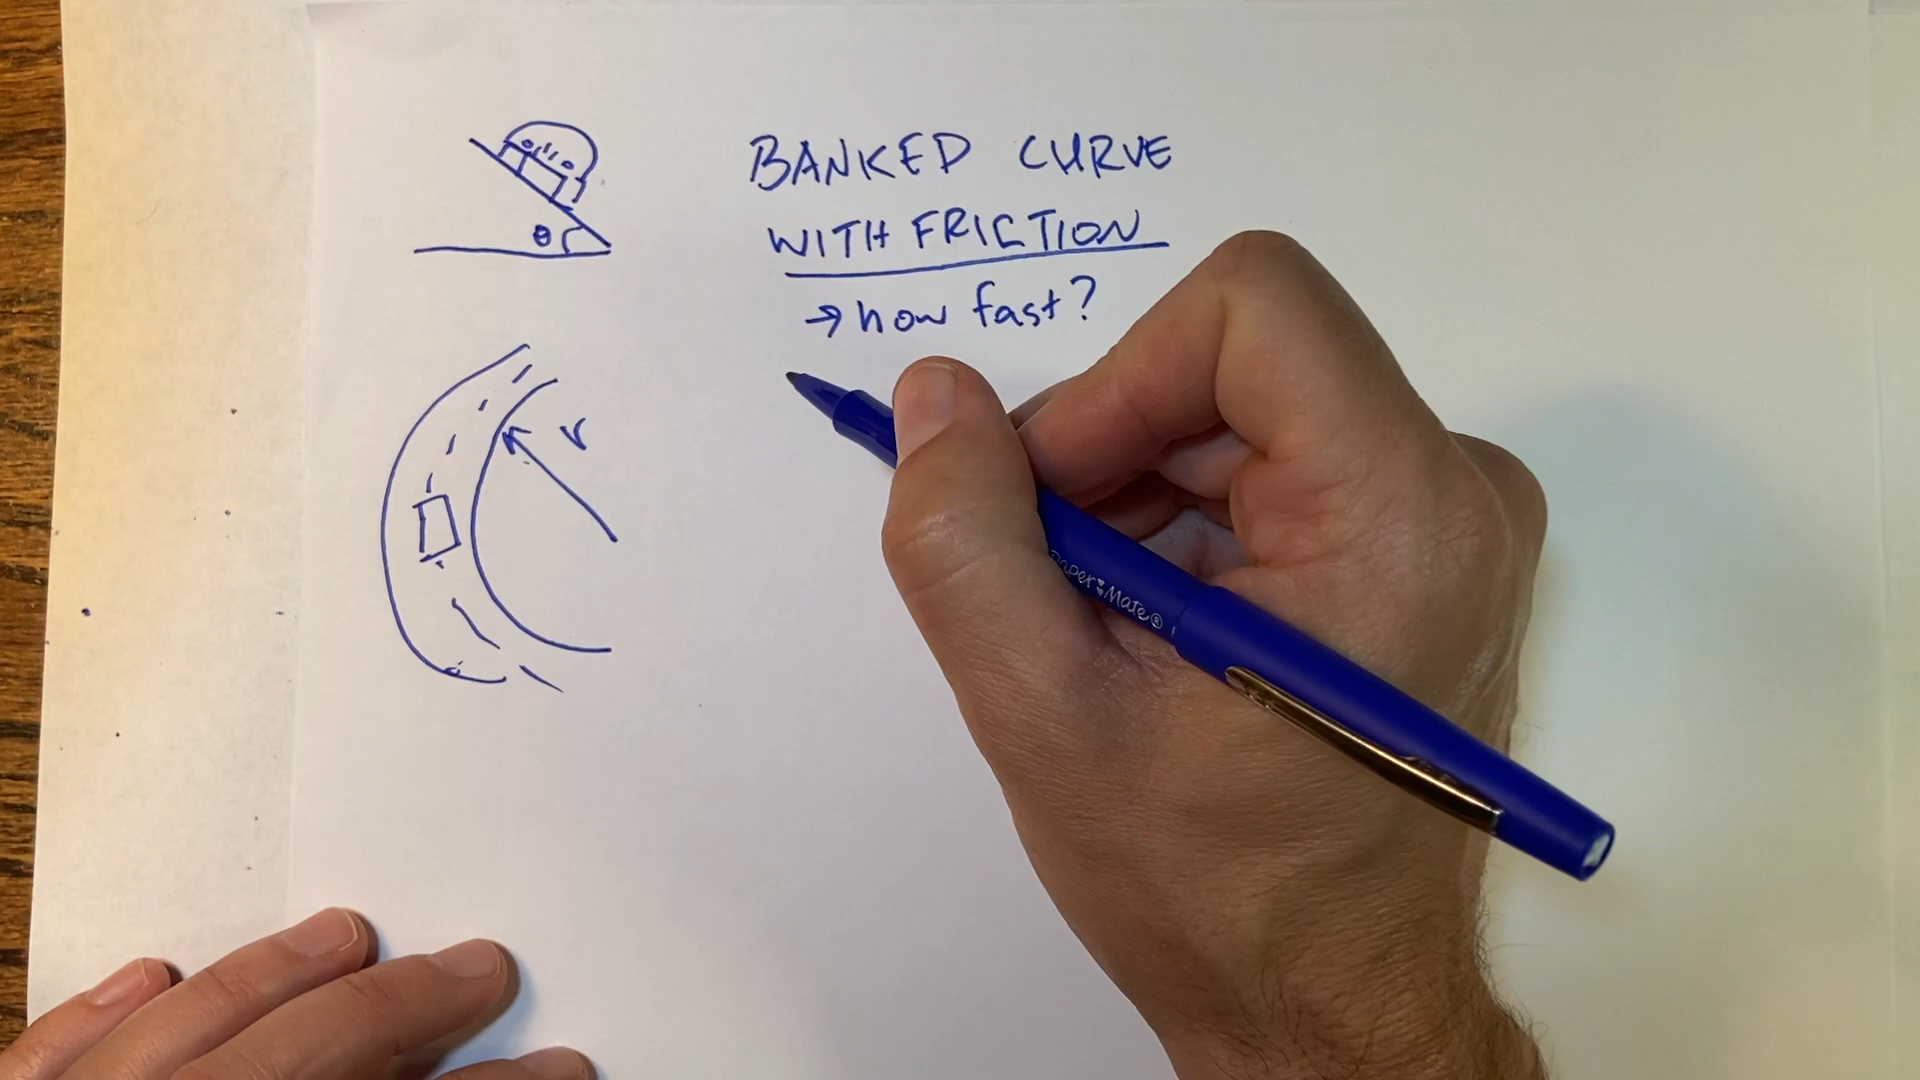 BANKED CURVE
WITH FRICTION
→ how fast?
θ
r
Paper Mate®